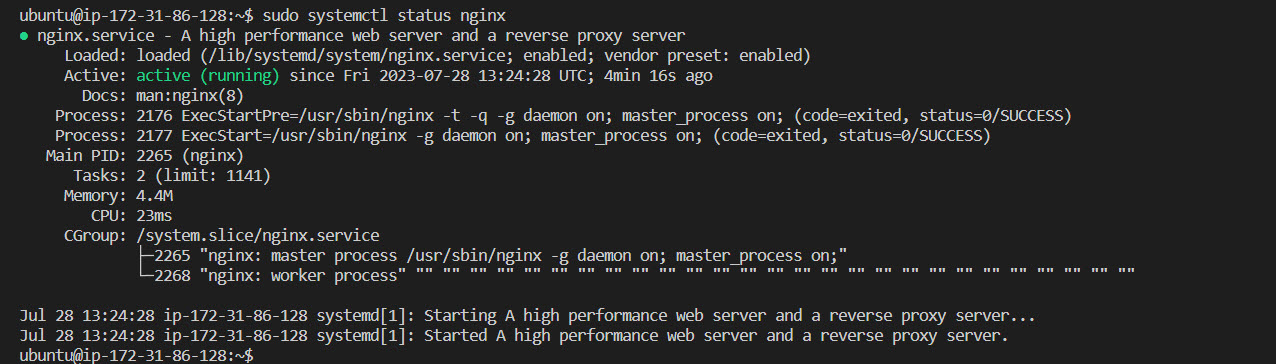 ubuntu@ip-172-31-86-128:~$ sudo systemctl status nginx
● nginx.service - A high performance web server and a reverse proxy server
     Loaded: loaded (/lib/systemd/system/nginx.service; enabled; vendor preset: enabled)
     Active: active (running) since Fri 2023-07-28 13:24:28 UTC; 4min 16s ago
       Docs: man:nginx(8)
    Process: 2176 ExecStartPre=/usr/sbin/nginx -t -q -g daemon on; master_process on; (code=exited, status=0/SUCCESS)
    Process: 2177 ExecStart=/usr/sbin/nginx -g daemon on; master_process on; (code=exited, status=0/SUCCESS)
   Main PID: 2265 (nginx)
      Tasks: 2 (limit: 1141)
     Memory: 4.4M
        CPU: 23ms
     CGroup: /system.slice/nginx.service
             ├─2265 "nginx: master process /usr/sbin/nginx -g daemon on; master_process on;"
             └─2268 "nginx: worker process" "" "" "" "" "" "" "" "" "" "" "" "" "" "" "" "" "" "" "" "" "" "" "" "" "" "" ""

Jul 28 13:24:28 ip-172-31-86-128 systemd[1]: Starting A high performance web server and a reverse proxy server...
Jul 28 13:24:28 ip-172-31-86-128 systemd[1]: Started A high performance web server and a reverse proxy server.
ubuntu@ip-172-31-86-128:~$